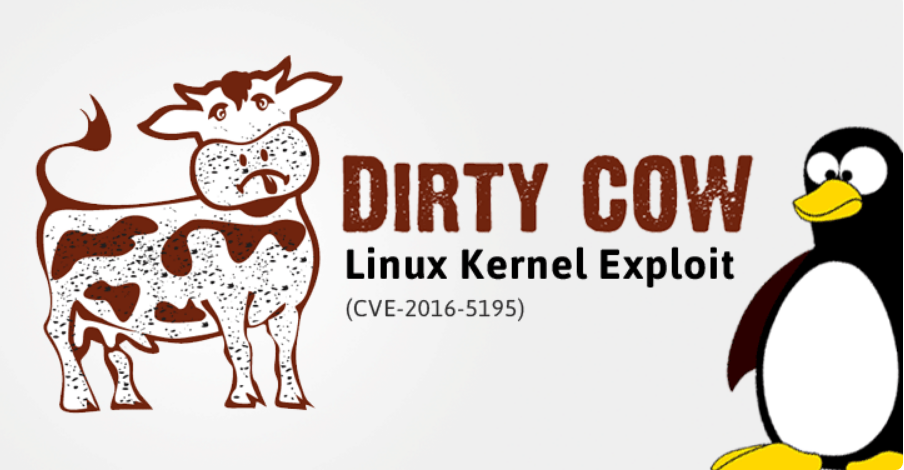 DIRTY COW
Linux Kernel Exploit
(CVE-2016-5195)